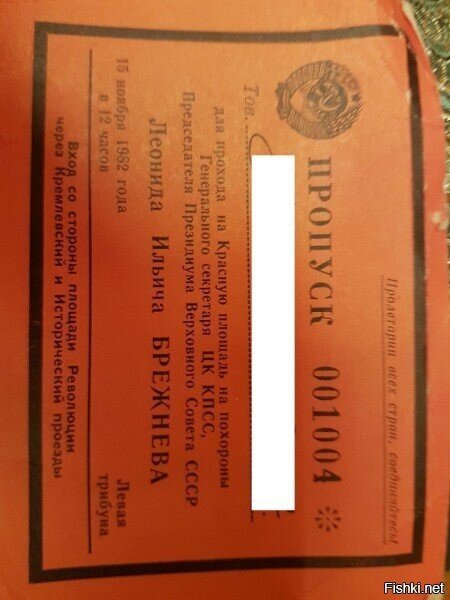 Пролетарии всех стран, соединяйтесь!
ПРОПУСК 001004 *
Тов.
для прохода на Красную площадь на похороны
Генерального секретаря ЦК КПСС,
Председателя Президиума Верховного Совета СССР
Леонида Ильича БРЕЖНЕВА
15 ноября 1982 года
в 12 часов
Левая
трибуна
Вход со стороны площади Революции
через Кремлевский и Исторический проезды
Fishki.net